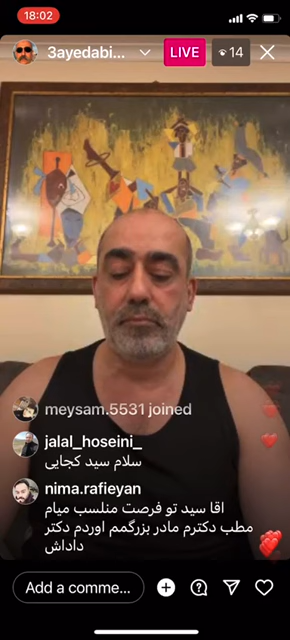 18:02
3ayedabi...
LIVE
14
meysam.5531 joined
jalal_hoseini_
سلام سید کجایی
nima.rafieyan
اقا سید تو فرصت منلسب میام
مطب دکترم مادر بزرگمم اوردم دکتر
داداش
Add a comme...